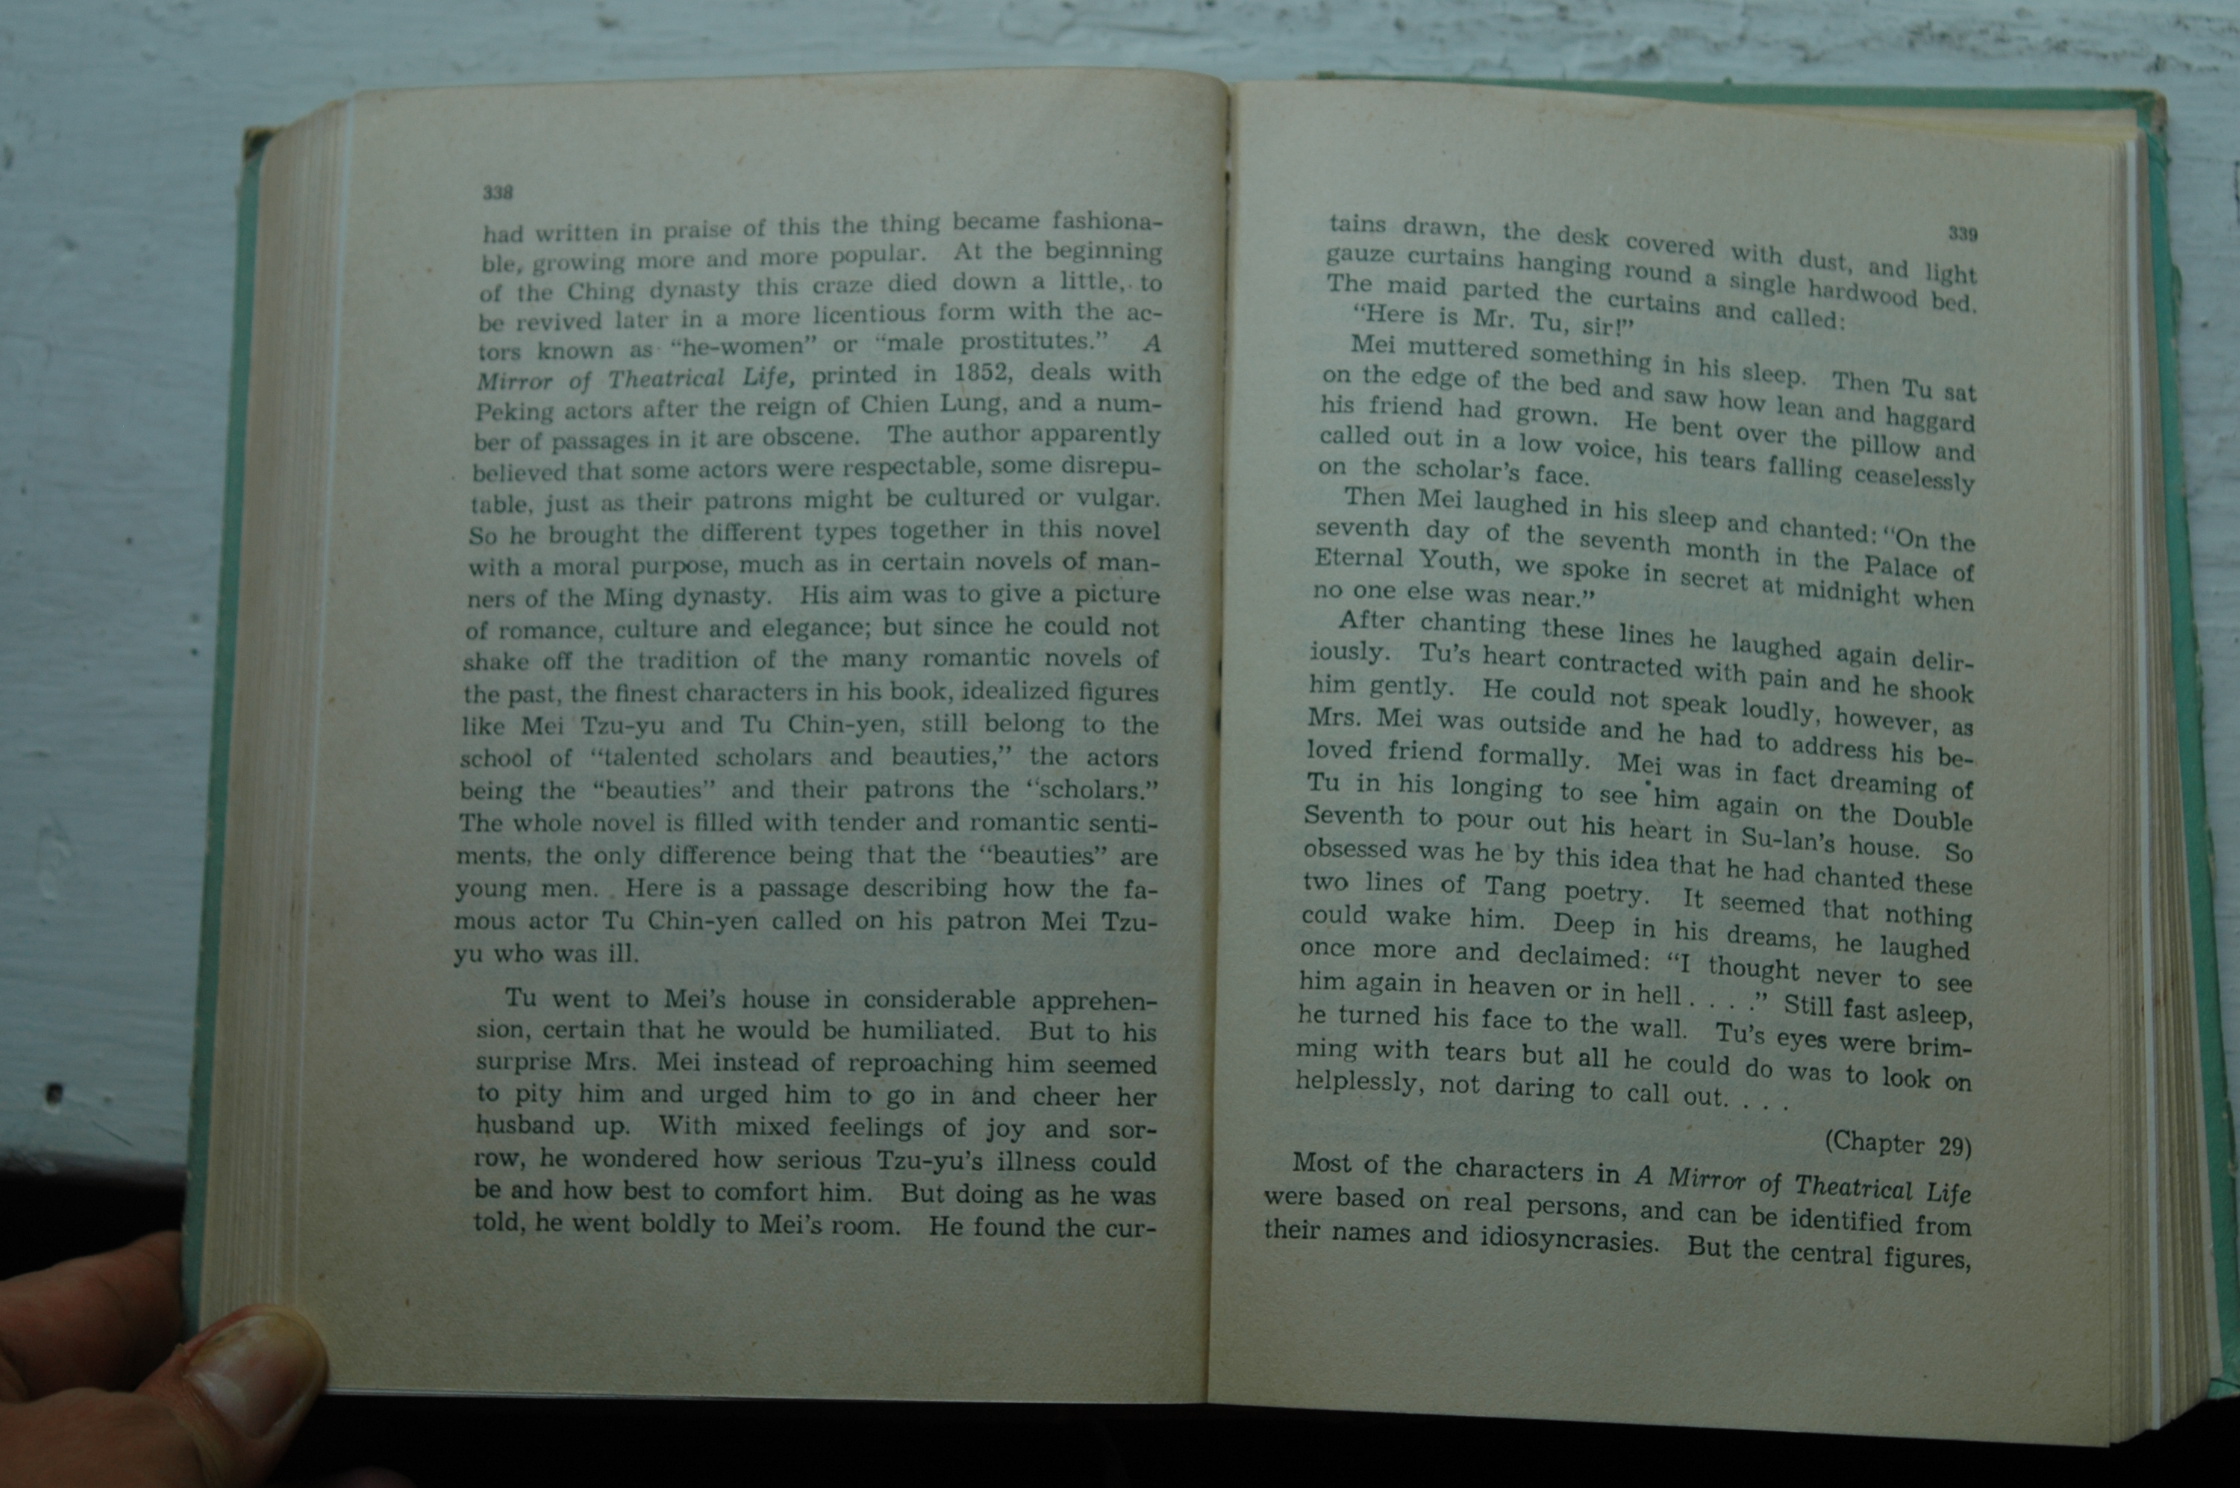 338
had written in praise of this the thing became fashiona-
ble, growing more and more popular. At the beginning
of the Ching dynasty this craze died down a little, to
be revived later in a more licentious form with the ac-
tors known as "he-women" or "male prostitutes." A
Mirror of Theatrical Life, printed in 1852, deals with
Peking actors after the reign of Chien Lung, and a num-
ber of passages in it are obscene. The author apparently
believed that some actors were respectable, some disrepu-
table, just as their patrons might be cultured or vulgar.
So he brought the different types together in this novel
with a moral purpose, much as in certain novels of man-
ners of the Ming dynasty. His aim was to give a picture
of romance, culture and elegance; but since he could not
shake off the tradition of the many romantic novels of
the past, the finest characters in his book, idealized figures
like Mei Tzu-yu and Tu Chin-yen, still belong to the
school of "talented scholars and beauties," the actors
being the "beauties" and their patrons the "scholars."
The whole novel is filled with tender and romantic senti-
ments, the only difference being that the "beauties" are
young men. Here is a passage describing how the fa-
mous actor Tu Chin-yen called on his patron Mei Tzu-
yu who was ill.
Tu went to Mei's house in considerable apprehen-
sion, certain that he would be humiliated. But to his
surprise Mrs. Mei instead of reproaching him seemed
to pity him and urged him to go in and cheer her
husband up. With mixed feelings of joy and sor-
row, he wondered how serious Tzu-yu's illness could
be and how best to comfort him. But doing as he was
told, he went boldly to Mei's room. He found the cur-
339
tains drawn, the desk covered with dust, and light
gauze curtains hanging round a single hardwood bed.
The maid parted the curtains and called:
"Here is Mr. Tu, sir!"
Mei muttered something in his sleep. Then Tu sat
on the edge of the bed and saw how lean and haggard
his friend had grown. He bent over the pillow and
called out in a low voice, his tears falling ceaselessly
on the scholar's face.
Then Mei laughed in his sleep and chanted: "On the
seventh day of the seventh month in the Palace of
Eternal Youth, we spoke in secret at midnight when
no one else was near."
After chanting these lines he laughed again delir-
iously. Tu's heart contracted with pain and he shook
him gently. He could not speak loudly, however, as
Mrs. Mei was outside and he had to address his be-
loved friend formally. Mei was in fact dreaming of
Tu in his longing to see him again on the Double
Seventh to pour out his heart in Su-lan's house. So
obsessed was he by this idea that he had chanted these
two lines of Tang poetry. It seemed that nothing
could wake him. Deep in his dreams, he laughed
once more and declaimed: "I thought never to see
him again in heaven or in hell . . . ." Still fast asleep,
he turned his face to the wall. Tu's eyes were brim-
ming with tears but all he could do was to look on
helplessly, not daring to call out. . . .
(Chapter 29)
Most of the characters in A Mirror of Theatrical Life
were based on real persons, and can be identified from
their names and idiosyncrasies. But the central figures,